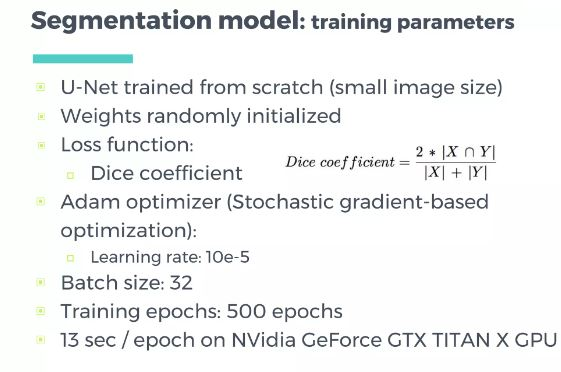 Segmentation model: training parameters
U-Net trained from scratch (small image size)
Weights randomly initialized
Loss function:
Dice coefficient
Dice coefficient = 2 * |X ∩ Y| / |X| + |Y|
Adam optimizer (Stochastic gradient-based
optimization):
Learning rate: 10e-5
Batch size: 32
Training epochs: 500 epochs
13 sec / epoch on NVidia GeForce GTX TITAN X GPU